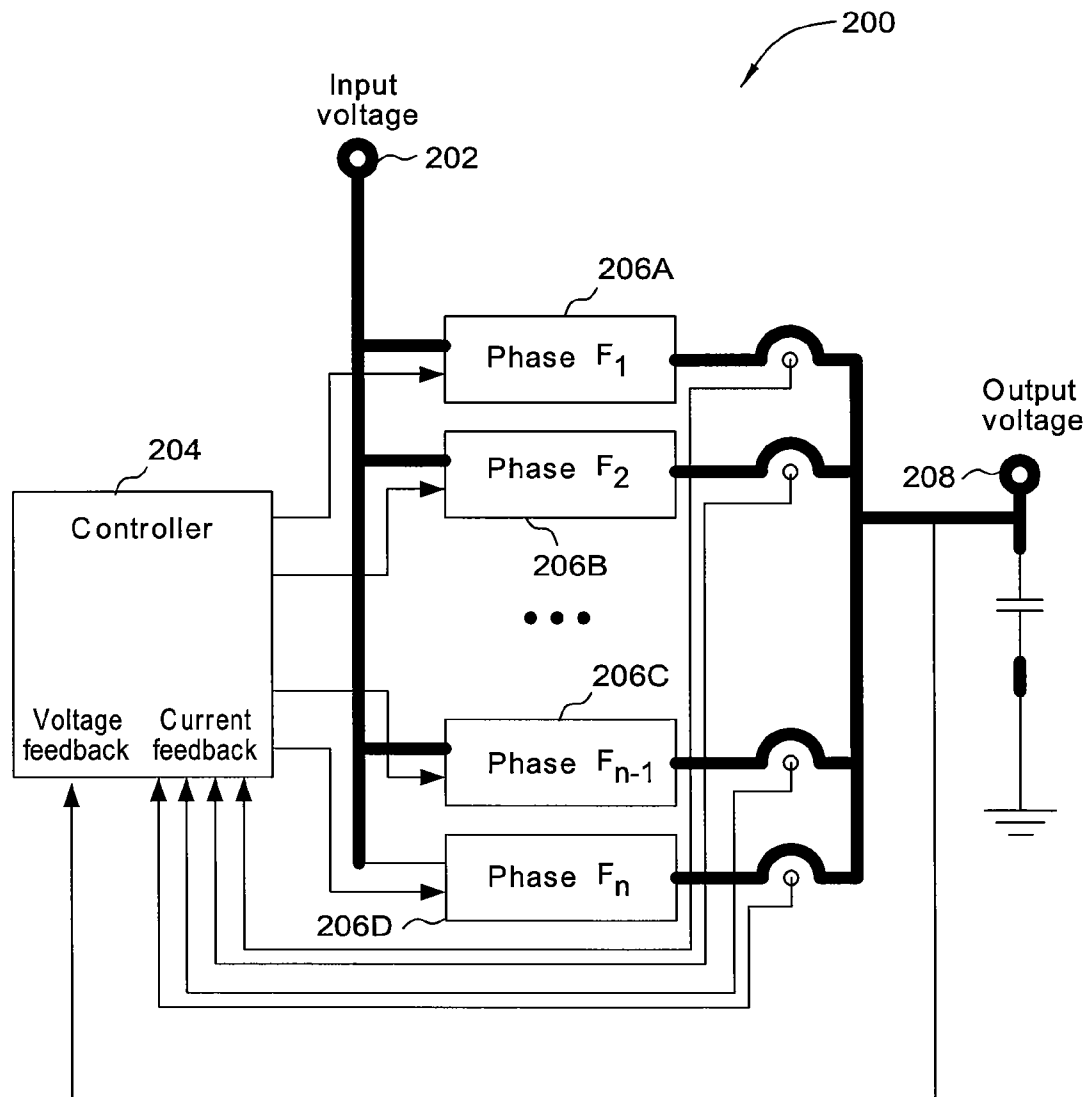 200
Input
voltage
202
206A
Phase F1
Output
voltage
204
Phase F2
208
Controller
206B
206C
Voltage
feedback
Current
feedback
Phase Fn-1
Phase Fn
206D